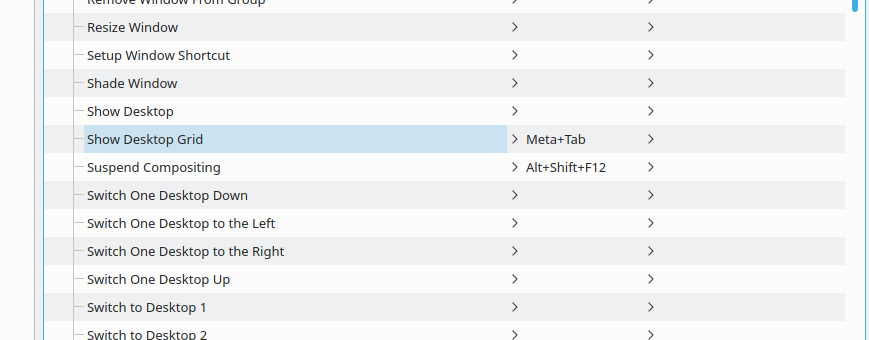 Remove Window From Group
Resize Window
Setup Window Shortcut
Shade Window
Show Desktop
Show Desktop Grid Meta+Tab
Suspend Compositing Alt+Shift+F12
Switch One Desktop Down
Switch One Desktop to the Left
Switch One Desktop to the Right
Switch One Desktop Up
Switch to Desktop 1
Switch to Desktop 2